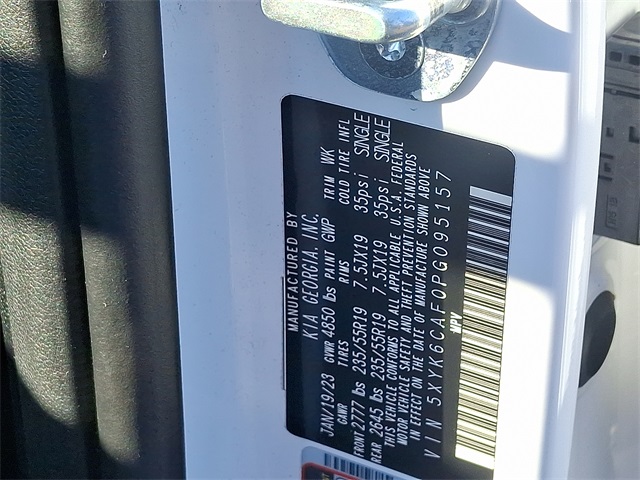 MANUFACTURED BY
KIA GEORGIA, INC.
JAN/19/23 GVWR 4850 lbs PAINT GWP TRIM WK
GAWR TIRES RIMS COLD TIRE INFL
FRONT 2777 lbs 235/55R19 7.5JX19 35psi SINGLE
REAR 2645 lbs 235/55R19 7.5JX19 35psi SINGLE
THIS VEHICLE CONFORMS TO ALL APPLICABLE U.S.A. FEDERAL
MOTOR VEHICLE SAFETY AND THEFT PREVENTION STANDARDS
IN EFFECT ON THE DATE OF MANUFACTURE SHOWN ABOVE
VIN 5XYK6CAF0PG095157
MPV